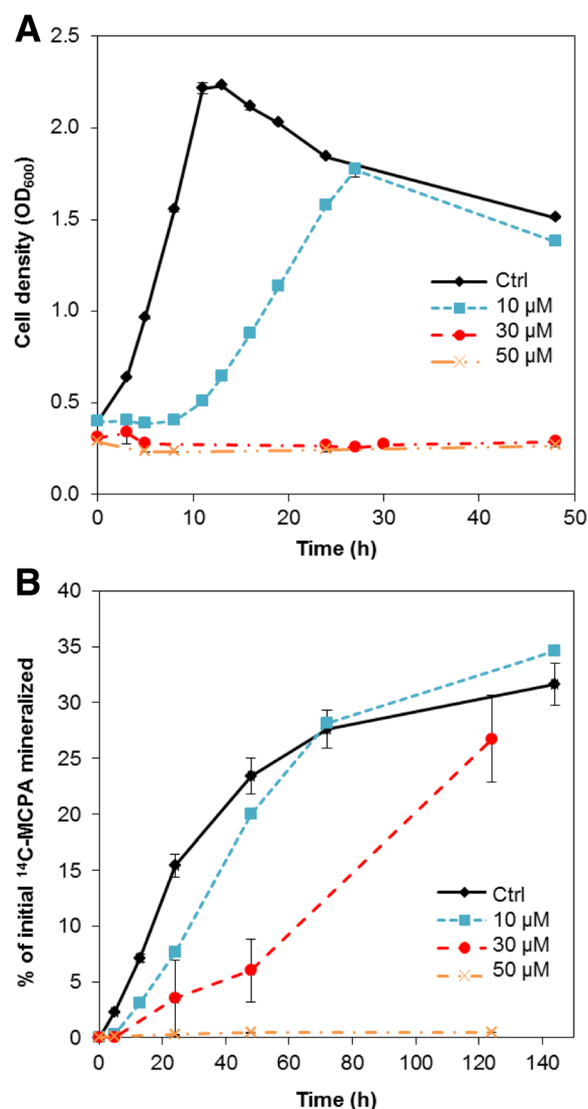 A
2.5
2.0
1.5
1.0
0.5
0.0
Cell density (OD600)
Ctrl
10 µM
30 µM
50 µM
0 10 20 30 40 50
Time (h)
B
40
35
30
25
20
15
10
5
0
% of initial 14C-MCPA mineralized
Ctrl
10 µM
30 µM
50 µM
0 20 40 60 80 100 120 140
Time (h)